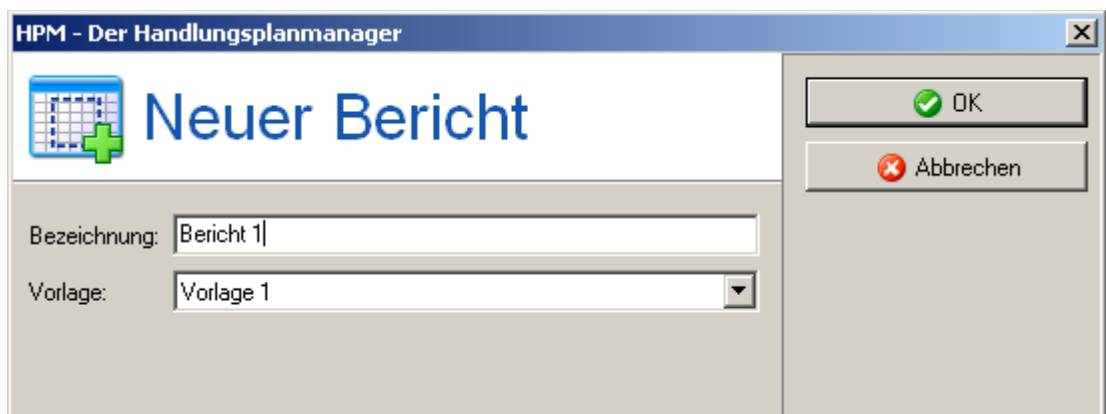 HPM - Der Handlungsplanmanager
Neuer Bericht
OK
Abbrechen
Bezeichnung: Bericht 1
Vorlage: Vorlage 1